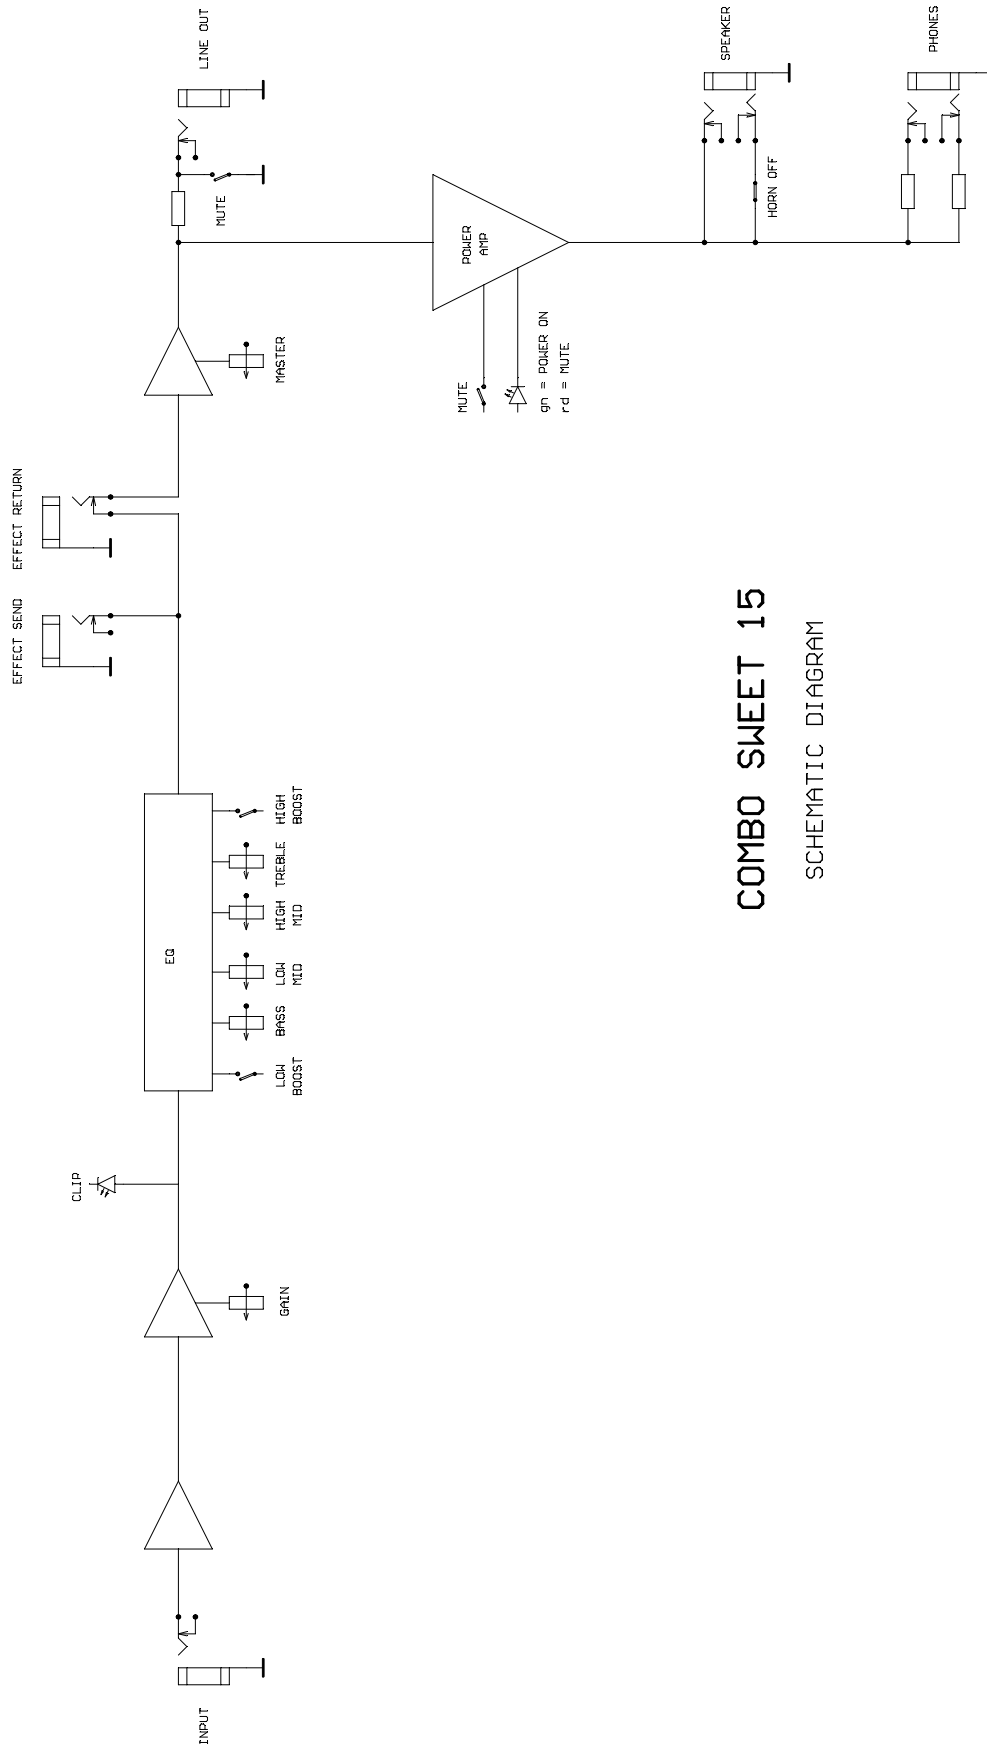 INPUT
GAIN
CLIP
EQ
LOW
BOOST
BASS
LOW
MID
HIGH
MID
TREBLE
HIGH
BOOST
EFFECT SEND
EFFECT RETURN
MASTER
MUTE
LINE OUT
POWER
AMP
MUTE
gn = POWER ON
rd = MUTE
HORN OFF
SPEAKER
PHONES
COMBO SWEET 15
SCHEMATIC DIAGRAM